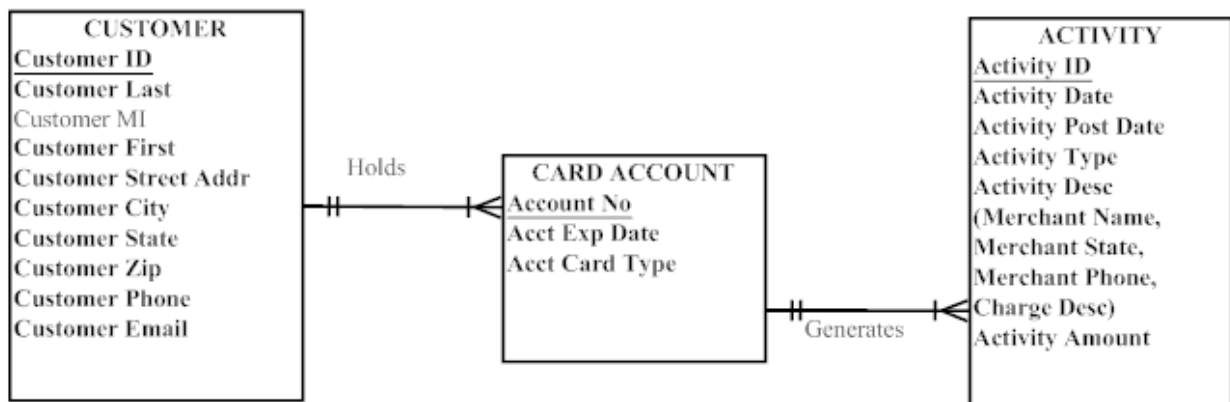 CUSTOMER
Customer ID
Customer Last
Customer MI
Customer First
Customer Street Addr
Customer City
Customer State
Customer Zip
Customer Phone
Customer Email
Holds
CARD ACCOUNT
Account No
Acct Exp Date
Acct Card Type
Generates
ACTIVITY
Activity ID
Activity Date
Activity Post Date
Activity Type
Activity Desc
(Merchant Name,
Merchant State,
Merchant Phone,
Charge Desc)
Activity Amount